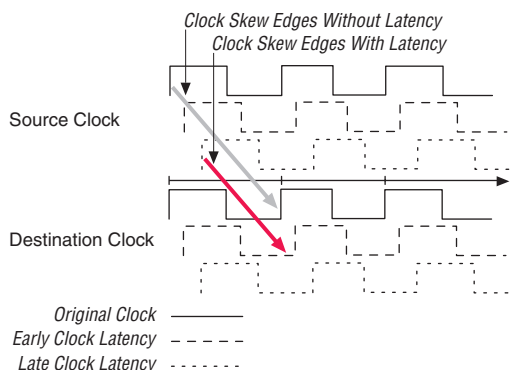 Clock Skew Edges Without Latency
Clock Skew Edges With Latency
Source Clock
Destination Clock
Original Clock
Early Clock Latency
Late Clock Latency